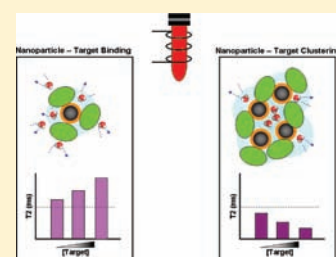 Nanoparticle – Target Binding
T2 (ms)
[Target]
Nanoparticle – Target Clustering
T2 (ms)
[Target]